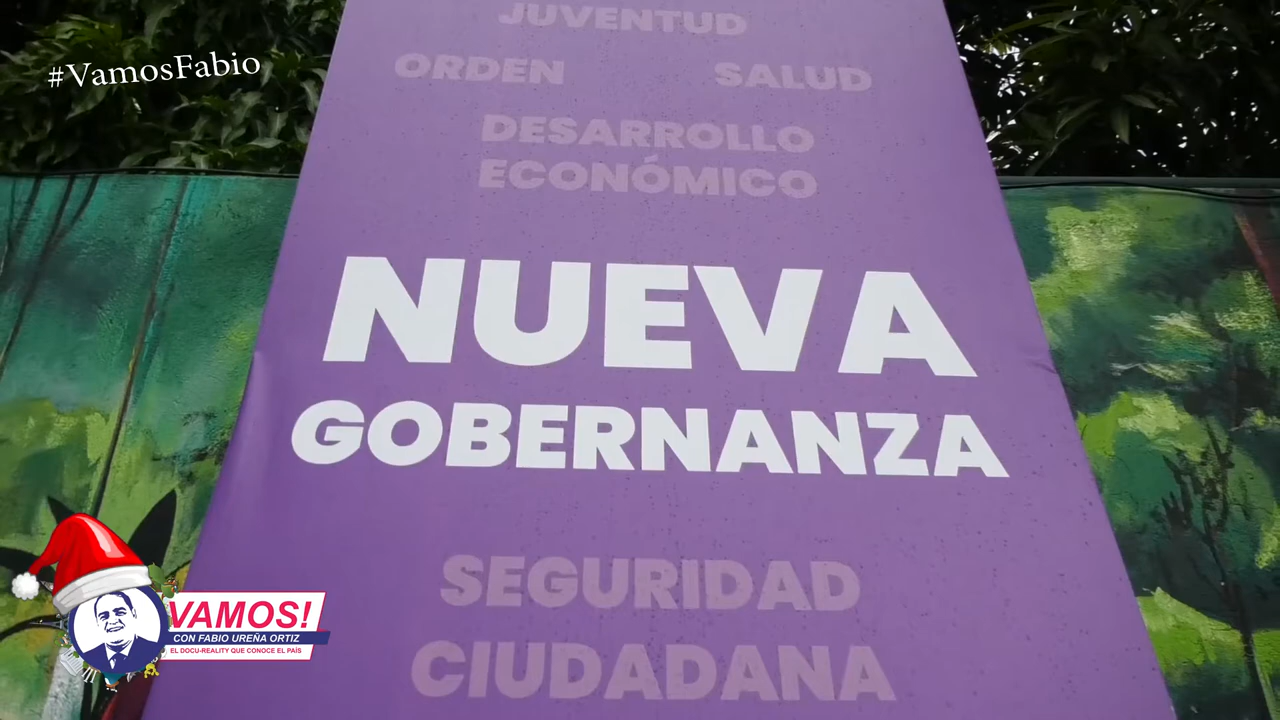 #VamosFabio
JUVENTUD
ORDEN SALUD
DESARROLLO
ECONÓMICO
NUEVA
GOBERNANZA
SEGURIDAD
CIUDADANA
VAMOS!
CON FABIO UREÑA ORTIZ
EL DOCU-REALITY QUE CONOCE EL PAÍS